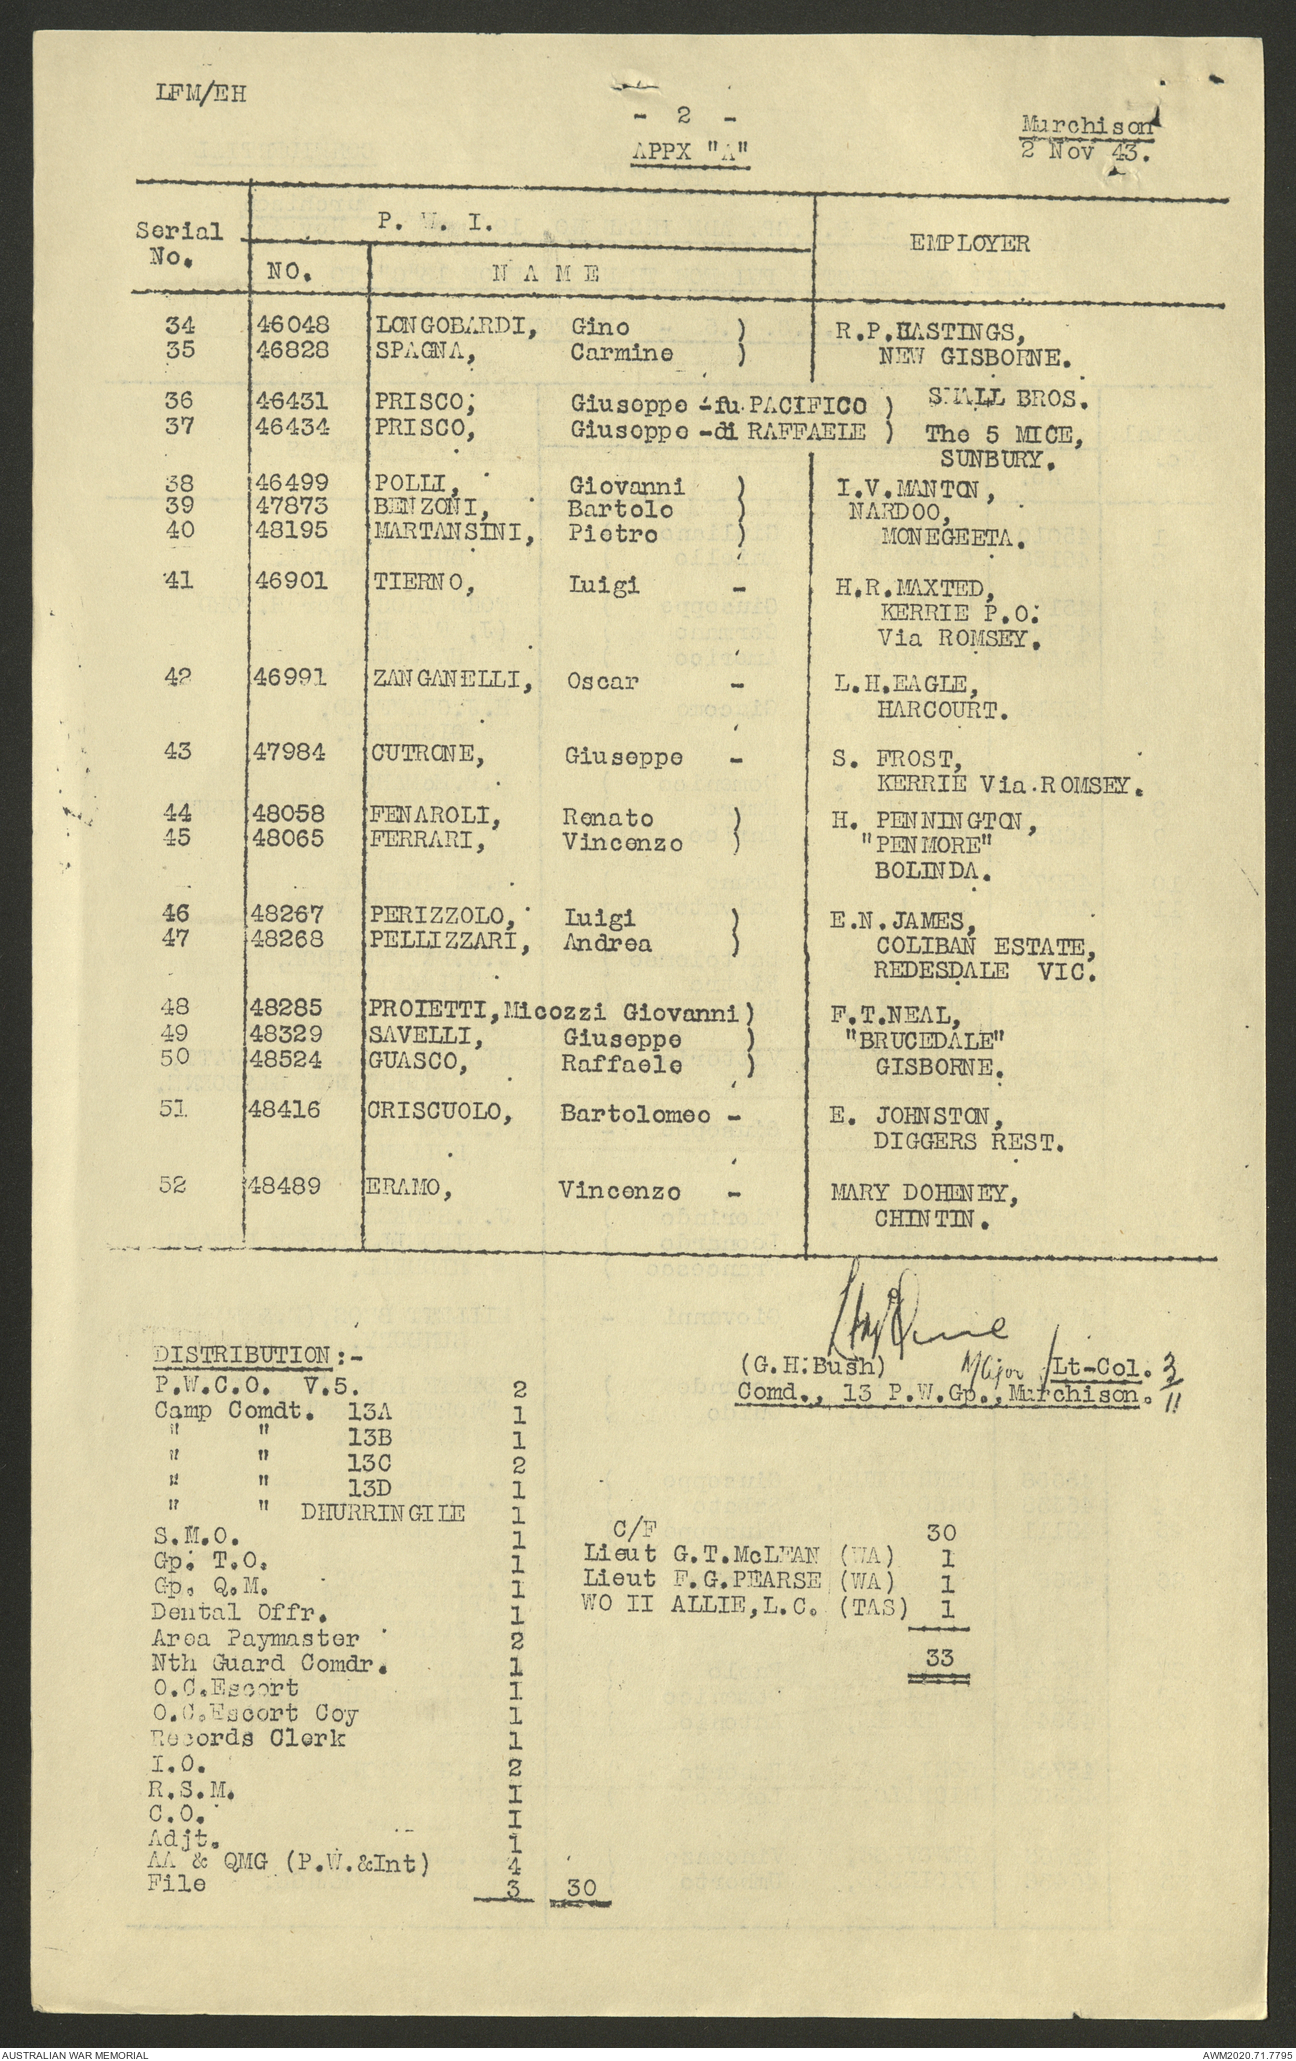 LFM/EH
- 2 -
APPX "A"
Murchison
2 Nov 43.
Serial No.
P. W. I.
NO.
N A M E
EMPLOYER
34 46048 LONGOBARDI, Gino ) R.P.HASTINGS,
35 46828 SPAGNA, Carmine ) NEW GISBORNE.
36 46431 PRISCO; Giuseppe -fu.PACIFICO ) SMALL BROS.
37 46434 PRISCO, Giuseppe -di RAFFAELE ) The 5 MICE,
SUNBURY.
38 46499 POLLI, Giovanni ) I.V.MANTON,
39 47873 BENZONI, Bartolo ) NARDOO,
40 48195 MARTANSINI, Pietro ) MONEGEETA.
41 46901 TIERNO, Luigi - H.R.MAXTED,
KERRIE P.O.
Via ROMSEY.
42 46991 ZANGANELLI, Oscar - L.H.EAGLE,
HARCOURT.
43 47984 CUTRONE, Giuseppe - S. FROST,
KERRIE Via.ROMSEY.
44 48058 FENAROLI, Renato ) H. PENNINGTON,
45 48065 FERRARI, Vincenzo ) "PENMORE"
BOLINDA.
46 48267 PERIZZOLO, Luigi ) E.N.JAMES,
47 48268 PELLIZZARI, Andrea ) COLIBAN ESTATE,
REDESDALE VIC.
48 48285 PROIETTI,Micozzi Giovanni) F.T.NEAL,
49 48329 SAVELLI, Giuseppe ) "BRUCEDALE"
50 48524 GUASCO, Raffaele ) GISBORNE.
51 48416 CRISCUOLO, Bartolomeo - E. JOHNSTON,
DIGGERS REST.
52 48489 ERAMO, Vincenzo - MARY DOHENEY,
CHINTIN.
(G.H.Bush) Major /Lt-Col. 3/11
Comd., 13 P.W.Gp.,Murchison.
DISTRIBUTION:-
P.W.C.O. V.5. 2
Camp Comdt. 13A 1
" " 13B 1
" " 13C 2
" " 13D 1
" " DHURRINGILE 1
S.M.O. 1
Gp. T.O. 1
Gp. Q.M. 1
Dental Offr. 1
Area Paymaster 2
Nth Guard Comdr. 1
O.C.Escort 1
O.C.Escort Coy 1
Records Clerk 1
I.O. 2
R.S.M. 1
C.O. 1
Adjt. 1
AA & QMG (P.W.&Int) 4
File 3 30
C/F 30
Lieut G.T.McLEAN (WA) 1
Lieut F.G.PEARSE (WA) 1
WO II ALLIE,L.C. (TAS) 1
33
AUSTRALIAN WAR MEMORIAL
AWM2020.71.7795